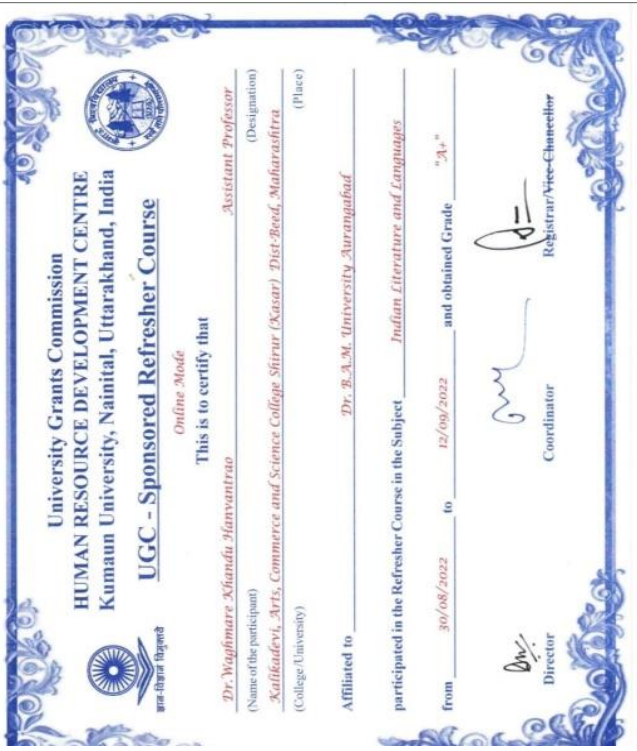 University Grants Commission
HUMAN RESOURCE DEVELOPMENT CENTRE
Kumaun University, Nainital, Uttarakhand, India
ज्ञान-विज्ञान विमुक्तये
UGC - Sponsored Refresher Course
Online Mode
This is to certify that
Dr.Waghmare Khandu Hanvantrao Assistant Professor
(Name of the participant) (Designation)
Kalikadevi, Arts, Commerce and Science College Shirur (Kasar) Dist-Beed, Maharashtra
(College/University) (Place)
Affiliated to Dr. B.A.M. University Aurangabad
participated in the Refresher Course in the Subject Indian Literature and Languages
from 30/08/2022 to 12/09/2022 and obtained Grade "A+"
Director Coordinator Registrar/Vice-Chancellor